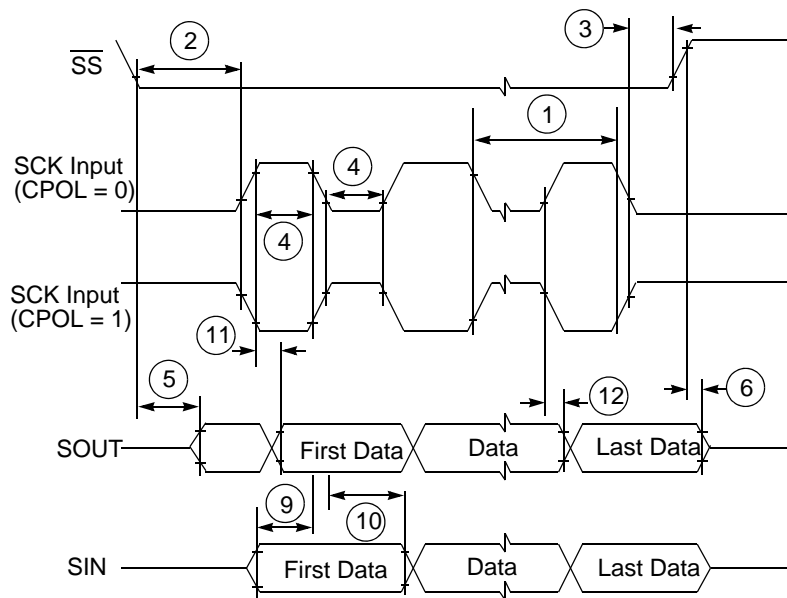 3
2
SS
1
SCK Input
(CPOL = 0)
4
4
SCK Input
(CPOL = 1)
11
5
12
6
SOUT
First Data
Data
Last Data
9
10
SIN
First Data
Data
Last Data